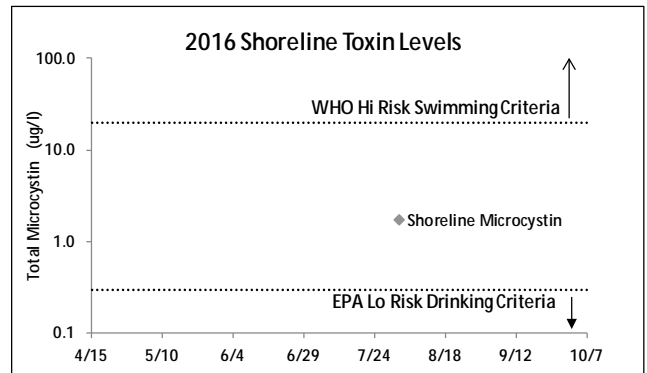 2016 Shoreline Toxin Levels
100.0
WHO Hi Risk Swimming Criteria
10.0
Total Microcystin (ug/l)
Shoreline Microcystin
1.0
EPA Lo Risk Drinking Criteria
0.1
4/15 5/10 6/4 6/29 7/24 8/18 9/12 10/7